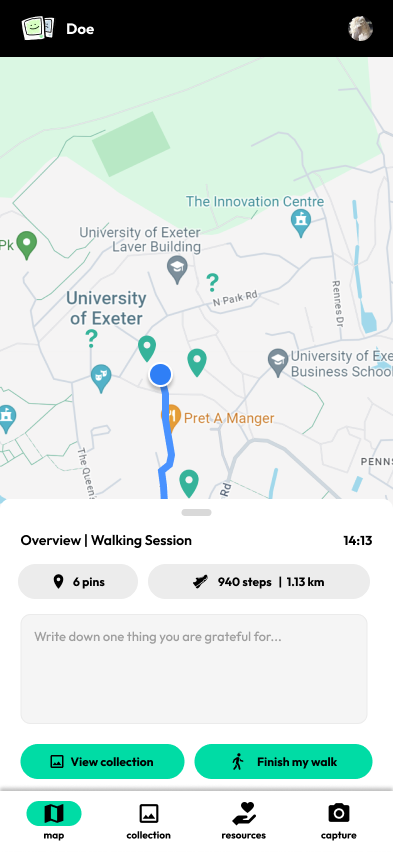 Doe
The Innovation Centre
University of Exeter
Laver Building
Pk
?
N Paik Rd
Renres Dr
University
of Exeter
?
University of Exe
Business School
Pret A Manger
The Queen's
Rd
PENNS
Overview | Walking Session
14:13
6 pins
940 steps | 1.13 km
Write down one thing you are grateful for...
View collection
Finish my walk
map
collection
resources
capture